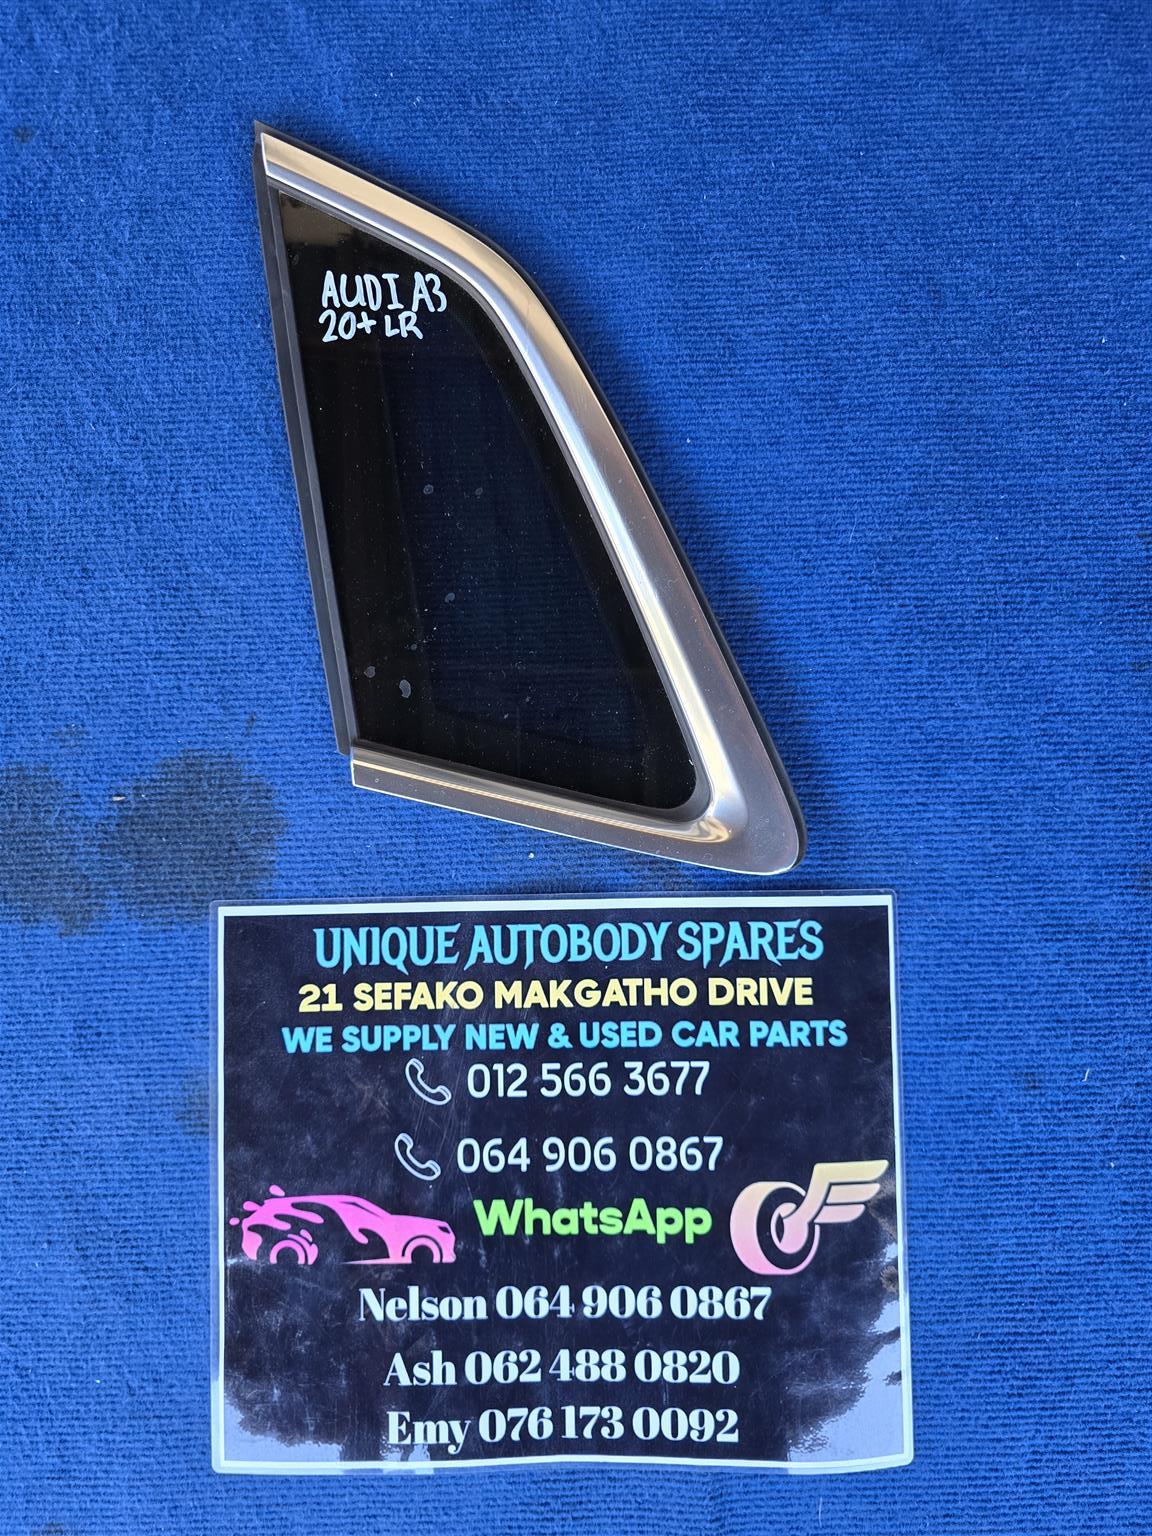 AUDI A3
20+ LR
UNIQUE AUTOBODY SPARES
21 SEFAKO MAKGATHO DRIVE
WE SUPPLY NEW & USED CAR PARTS
012 566 3677
064 906 0867
WhatsApp
Nelson 064 906 0867
Ash 062 488 0820
Emy 076 173 0092